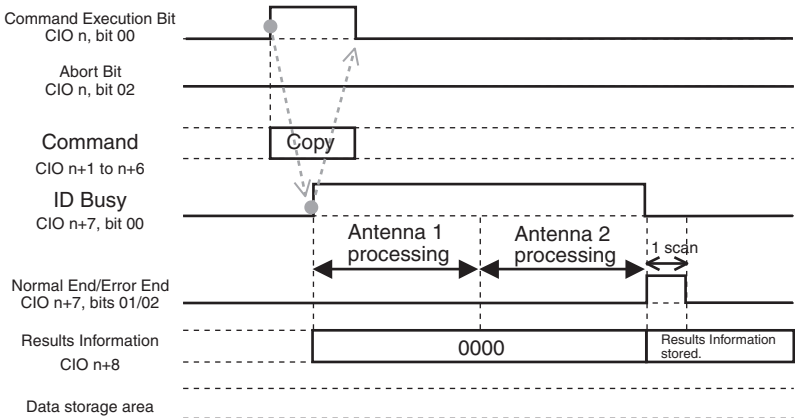 Command Execution Bit
CIO n, bit 00
Abort Bit
CIO n, bit 02
Command
CIO n+1 to n+6
Copy
ID Busy
CIO n+7, bit 00
Antenna 1
processing
Antenna 2
processing
1 scan
Normal End/Error End
CIO n+7, bits 01/02
Results Information
CIO n+8
0000
Results Information
stored.
Data storage area